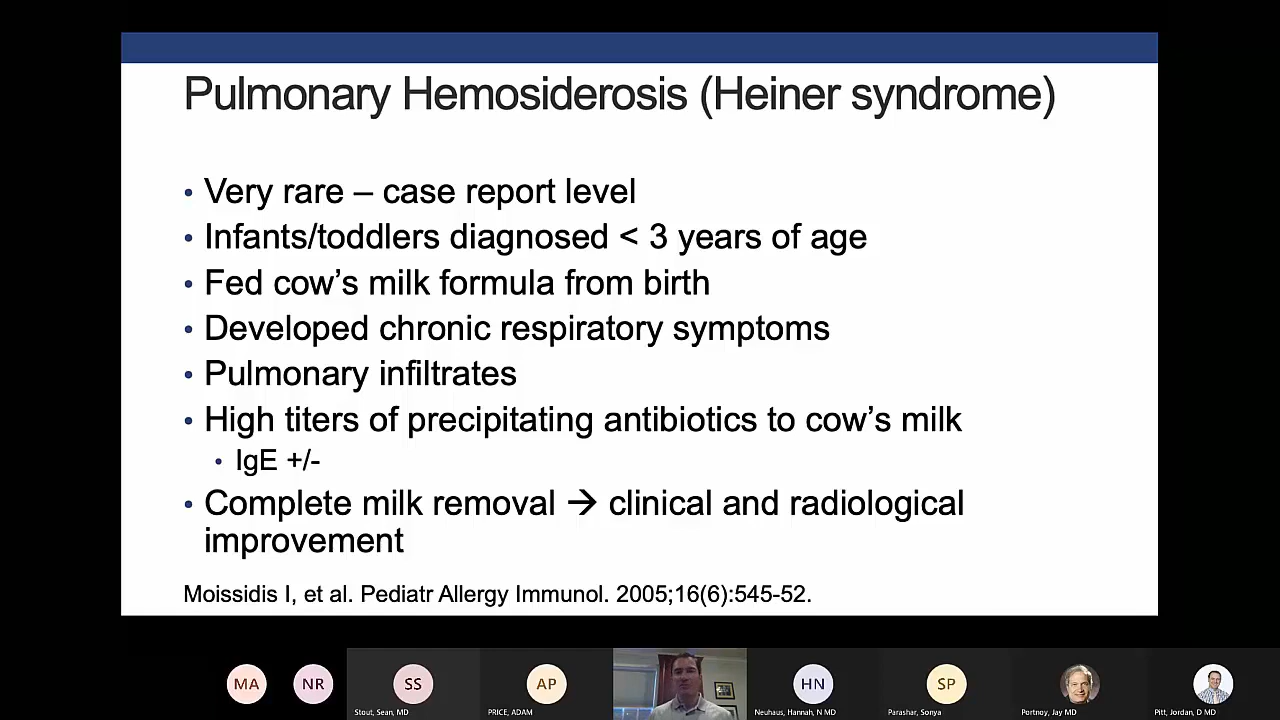 Pulmonary Hemosiderosis (Heiner syndrome)
• Very rare – case report level
• Infants/toddlers diagnosed < 3 years of age
• Fed cow's milk formula from birth
• Developed chronic respiratory symptoms
• Pulmonary infiltrates
• High titers of precipitating antibiotics to cow's milk
• IgE +/-
• Complete milk removal → clinical and radiological
improvement
Moissidis I, et al. Pediatr Allergy Immunol. 2005;16(6):545-52.
MA NR SS AP HN SP
Stout, Sean, MD PRICE, ADAM Neuhaus, Hannah, N MD Parashar, Sonya Portnoy, Jay MD Pitt, Jordan, D MD